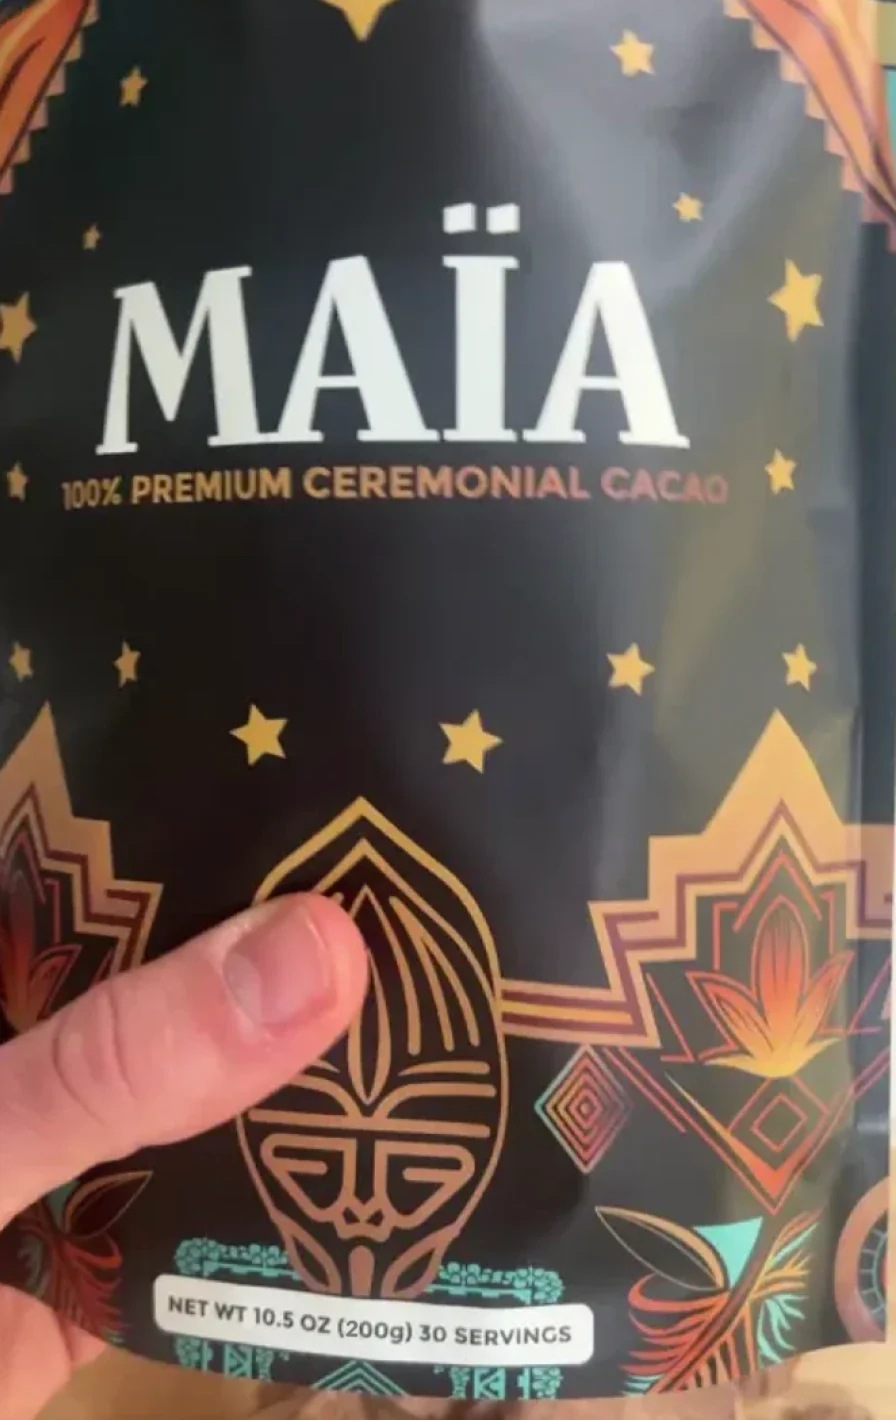 MAÏA
100% PREMIUM CEREMONIAL CACAO
NET WT 10.5 OZ (200g) 30 SERVINGS